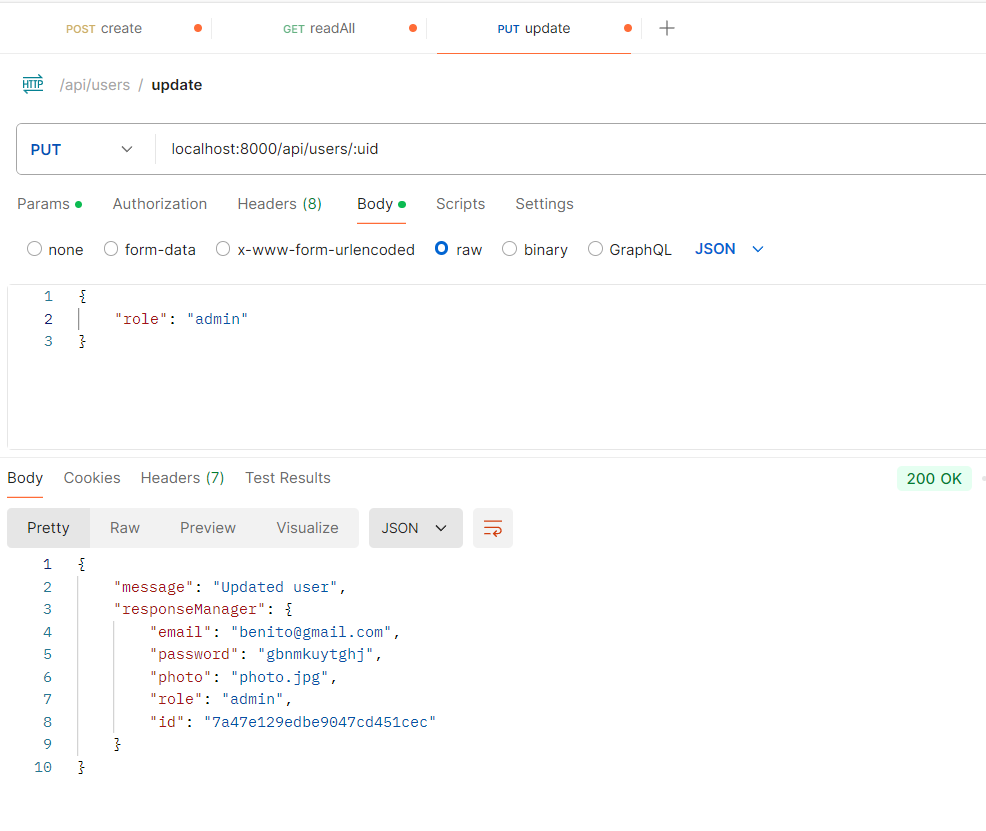 POST create GET readAll PUT update
HTTP /api/users / update
PUT localhost:8000/api/users/:uid
Params Authorization Headers (8) Body Scripts Settings
none form-data x-www-form-urlencoded raw binary GraphQL JSON
1 {
2 "role": "admin"
3 }
Body Cookies Headers (7) Test Results 200 OK
Pretty Raw Preview Visualize JSON
1 {
2 "message": "Updated user",
3 "responseManager": {
4 "email": "benito@gmail.com",
5 "password": "gbnmkuytghj",
6 "photo": "photo.jpg",
7 "role": "admin",
8 "id": "7a47e129edbe9047cd451cec"
9 }
10 }